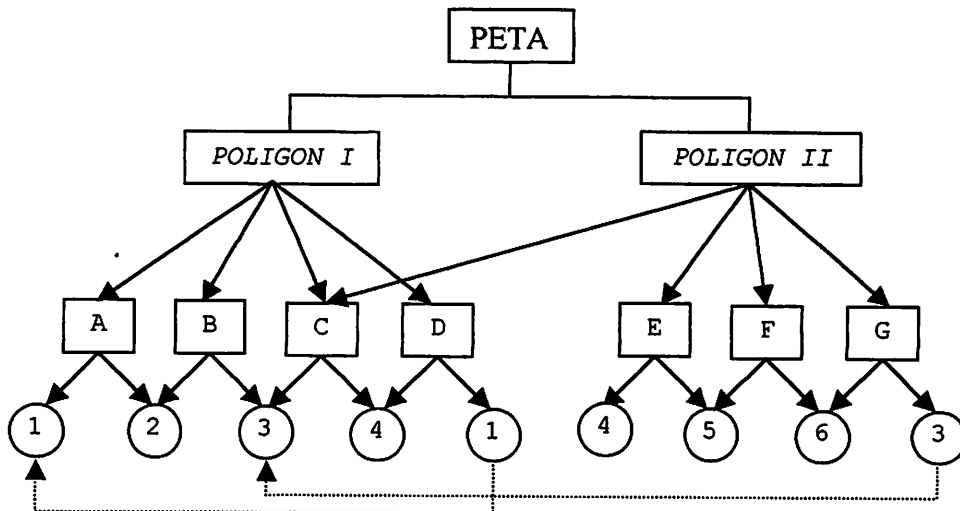 PETA
POLIGON I POLIGON II
A B C D E F G
1 2 3 4 1 4 5 6 3